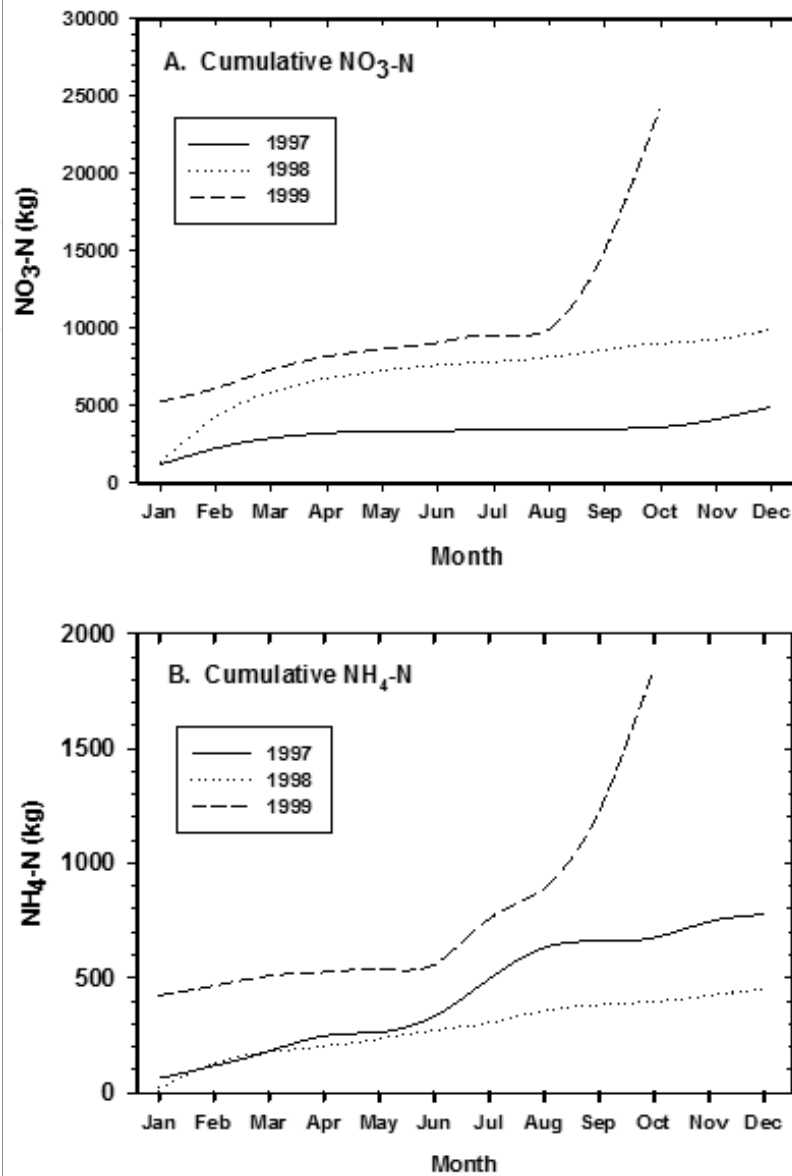 30000
A. Cumulative NO3-N
25000
1997
1998
1999
20000
15000
10000
5000
0
NO3-N (kg)
Jan Feb Mar Apr May Jun Jul Aug Sep Oct Nov Dec
Month
2000
B. Cumulative NH4-N
1997
1998
1999
1500
1000
500
0
NH4-N (kg)
Jan Feb Mar Apr May Jun Jul Aug Sep Oct Nov Dec
Month